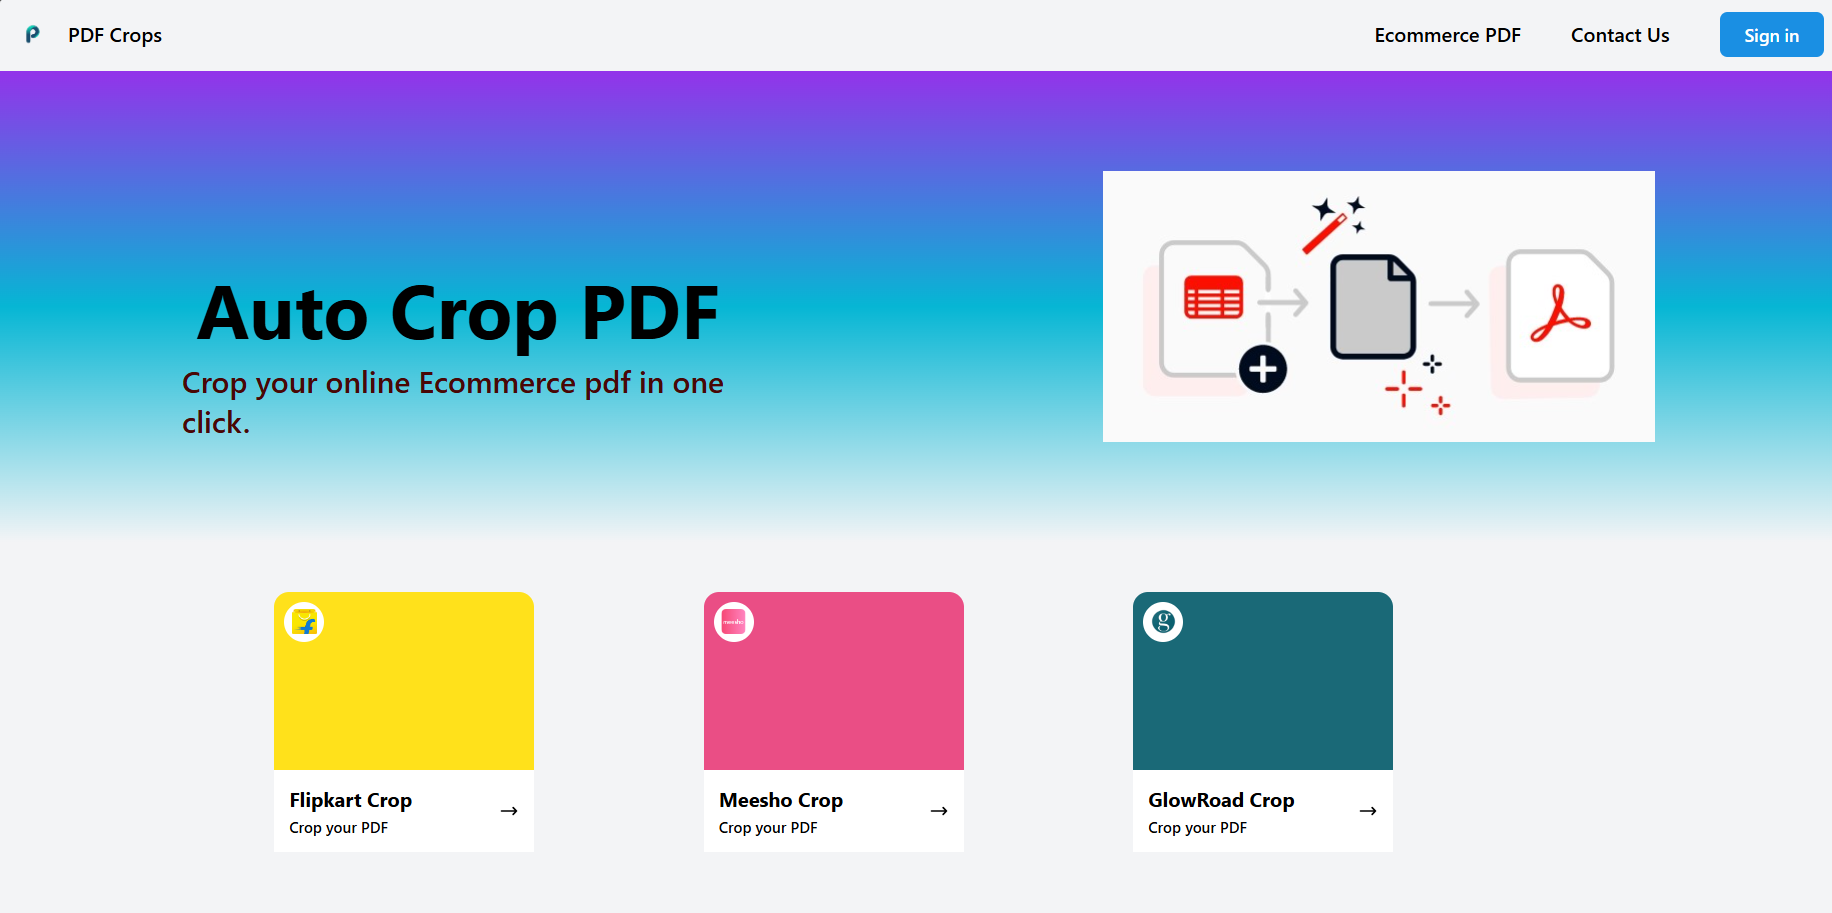 PDF Crops
Ecommerce PDF
Contact Us
Sign in
Auto Crop PDF
Crop your online Ecommerce pdf in one
click.
meesho
g
Flipkart Crop
Crop your PDF
Meesho Crop
Crop your PDF
GlowRoad Crop
Crop your PDF